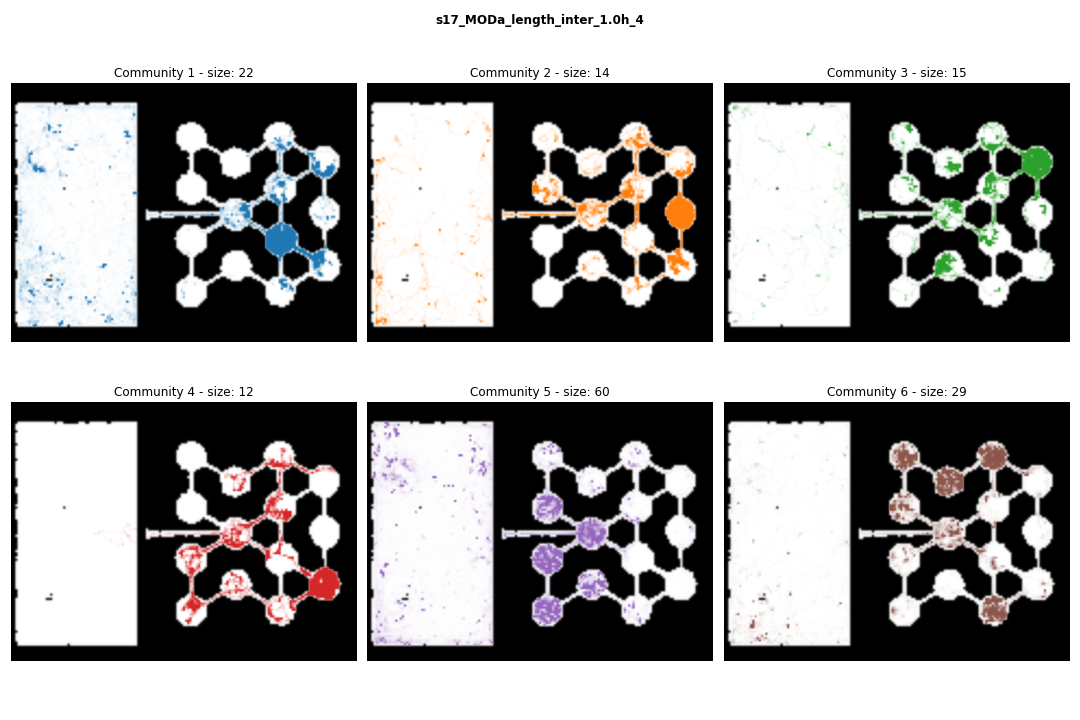 s17_MODa_length_inter_1.0h_4
Community 1 - size: 22
Community 2 - size: 14
Community 3 - size: 15
Community 4 - size: 12
Community 5 - size: 60
Community 6 - size: 29